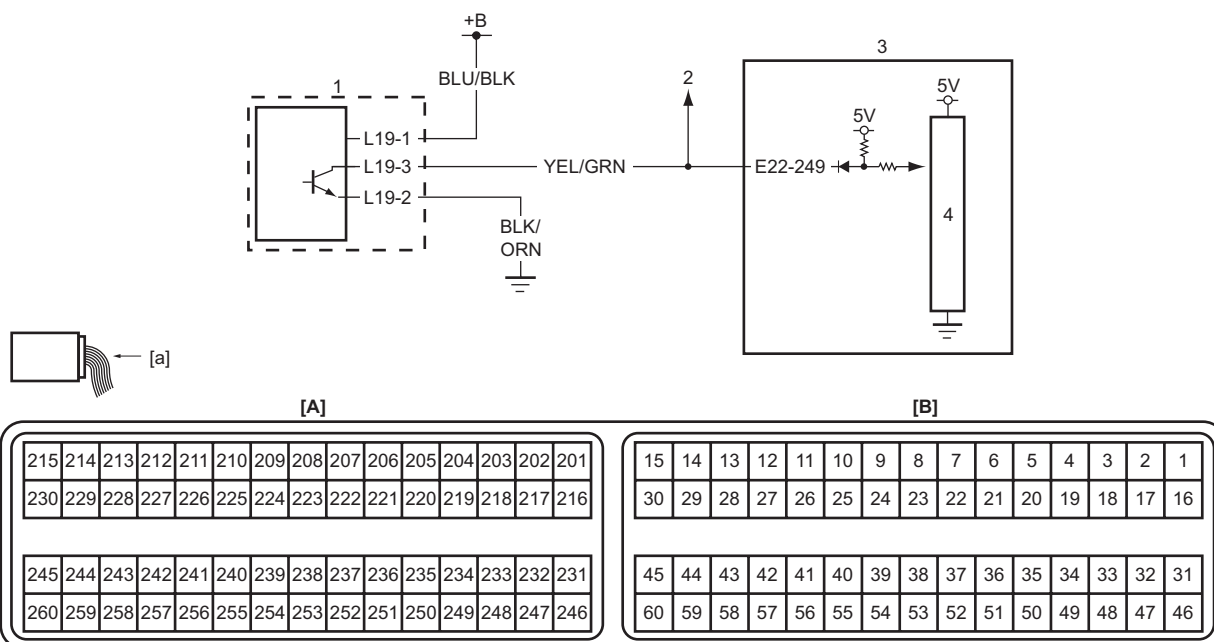 +B
3
BLU/BLK
2
1
5V
5V
L19-1
L19-3
YEL/GRN
E22-249
L19-2
4
BLK/
ORN
[a]
[A]
[B]
215 214 213 212 211 210 209 208 207 206 205 204 203 202 201
15 14 13 12 11 10 9 8 7 6 5 4 3 2 1
230 229 228 227 226 225 224 223 222 221 220 219 218 217 216
30 29 28 27 26 25 24 23 22 21 20 19 18 17 16
245 244 243 242 241 240 239 238 237 236 235 234 233 232 231
45 44 43 42 41 40 39 38 37 36 35 34 33 32 31
260 259 258 257 256 255 254 253 252 251 250 249 248 247 246
60 59 58 57 56 55 54 53 52 51 50 49 48 47 46